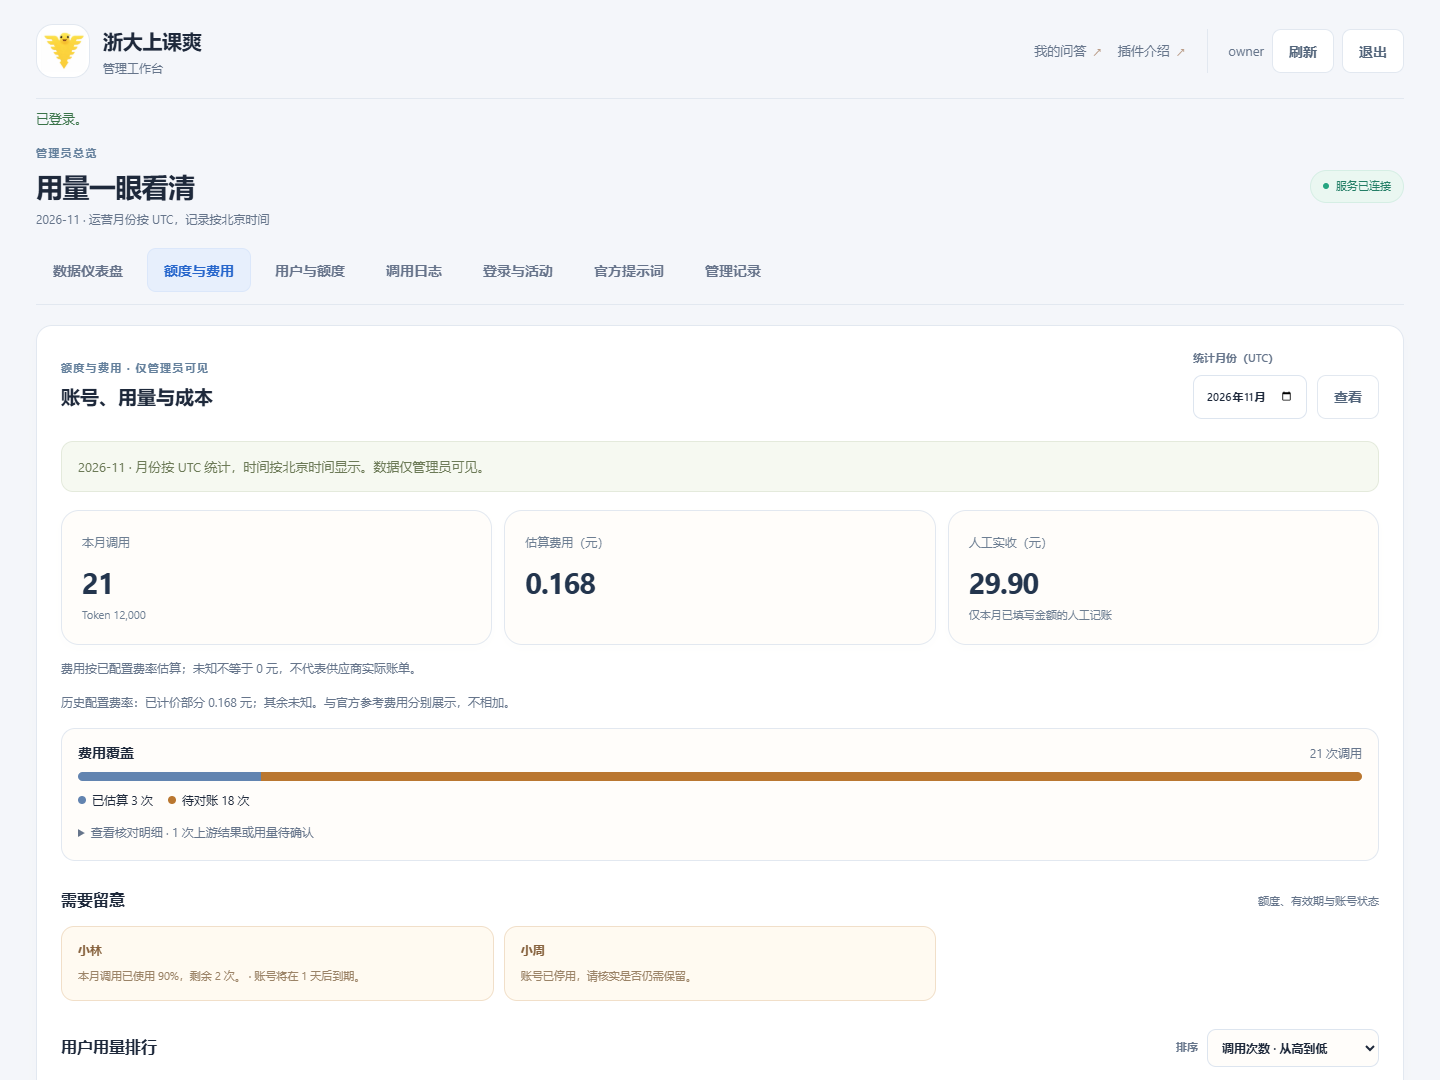 浙大上课爽
管理工作台
我的问答 ↗ 插件介绍 ↗ owner 刷新 退出
已登录。
管理员总览
用量一眼看清
2026-11 · 运营月份按 UTC，记录按北京时间
服务已连接
数据仪表盘 额度与费用 用户与额度 调用日志 登录与活动 官方提示词 管理记录
额度与费用 · 仅管理员可见
账号、用量与成本
统计月份（UTC）
2026年11月 查看
2026-11 · 月份按 UTC 统计，时间按北京时间显示。数据仅管理员可见。
本月调用
21
Token 12,000
估算费用（元）
0.168
人工实收（元）
29.90
仅本月已填写金额的人工记账
费用按已配置费率估算；未知不等于 0 元，不代表供应商实际账单。
历史配置费率：已计价部分 0.168 元；其余未知。与官方参考费用分别展示，不相加。
费用覆盖 21 次调用
已估算 3 次 待对账 18 次
查看核对明细 · 1 次上游结果或用量待确认
需要留意 额度、有效期与账号状态
小林
本月调用已使用 90%，剩余 2 次。 · 账号将在 1 天后到期。
小周
账号已停用，请核实是否仍需保留。
用户用量排行 排序 调用次数 · 从高到低